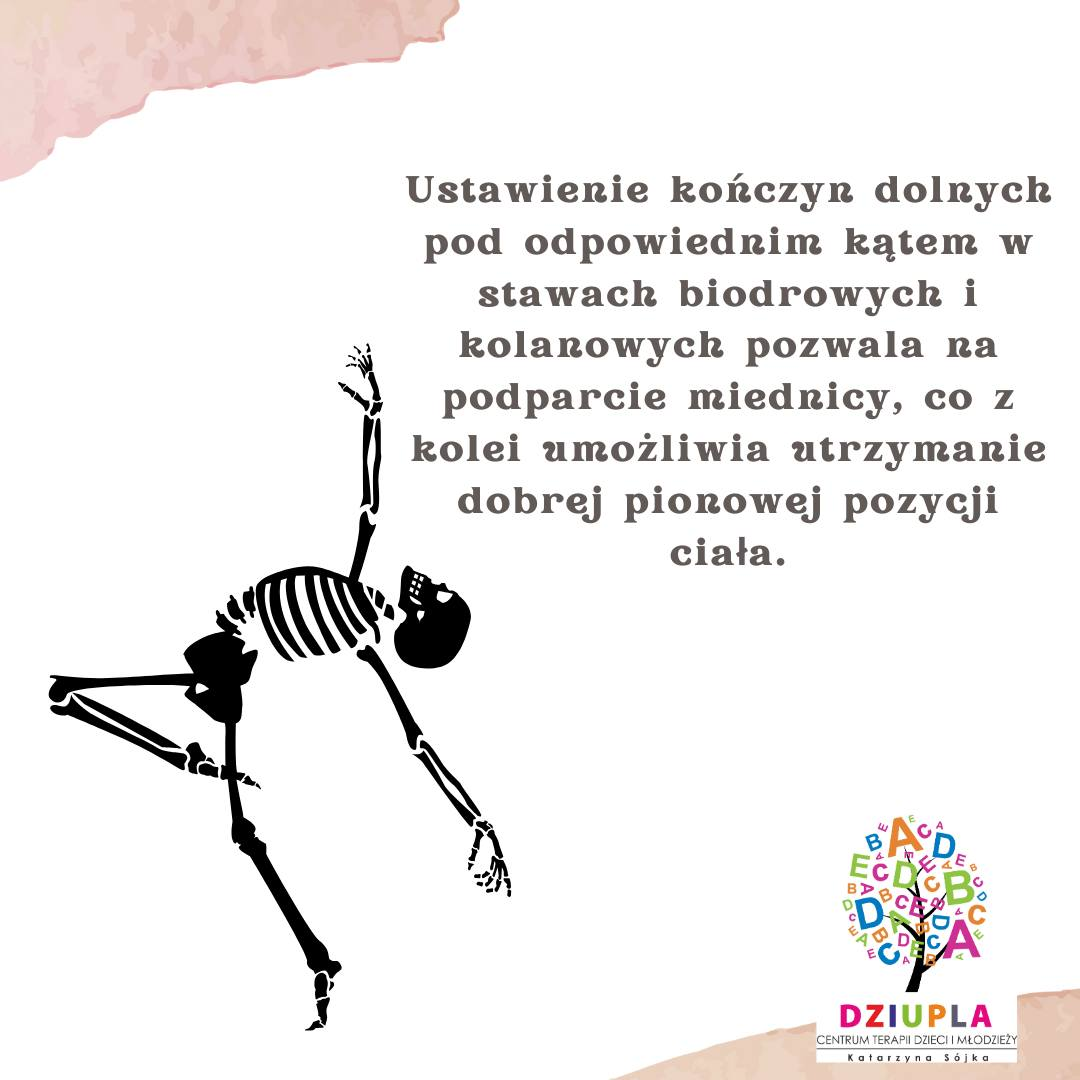 Ustawienie kończyn dolnych
pod odpowiednim kątem w
stawach biodrowych i
kolanowych pozwala na
podparcie miednicy, co z
kolei umożliwia utrzymanie
dobrej pionowej pozycji
ciała.
DZIUPLA
CENTRUM TERAPII DZIECI I MŁODZIEŻY
Katarzyna Sójka